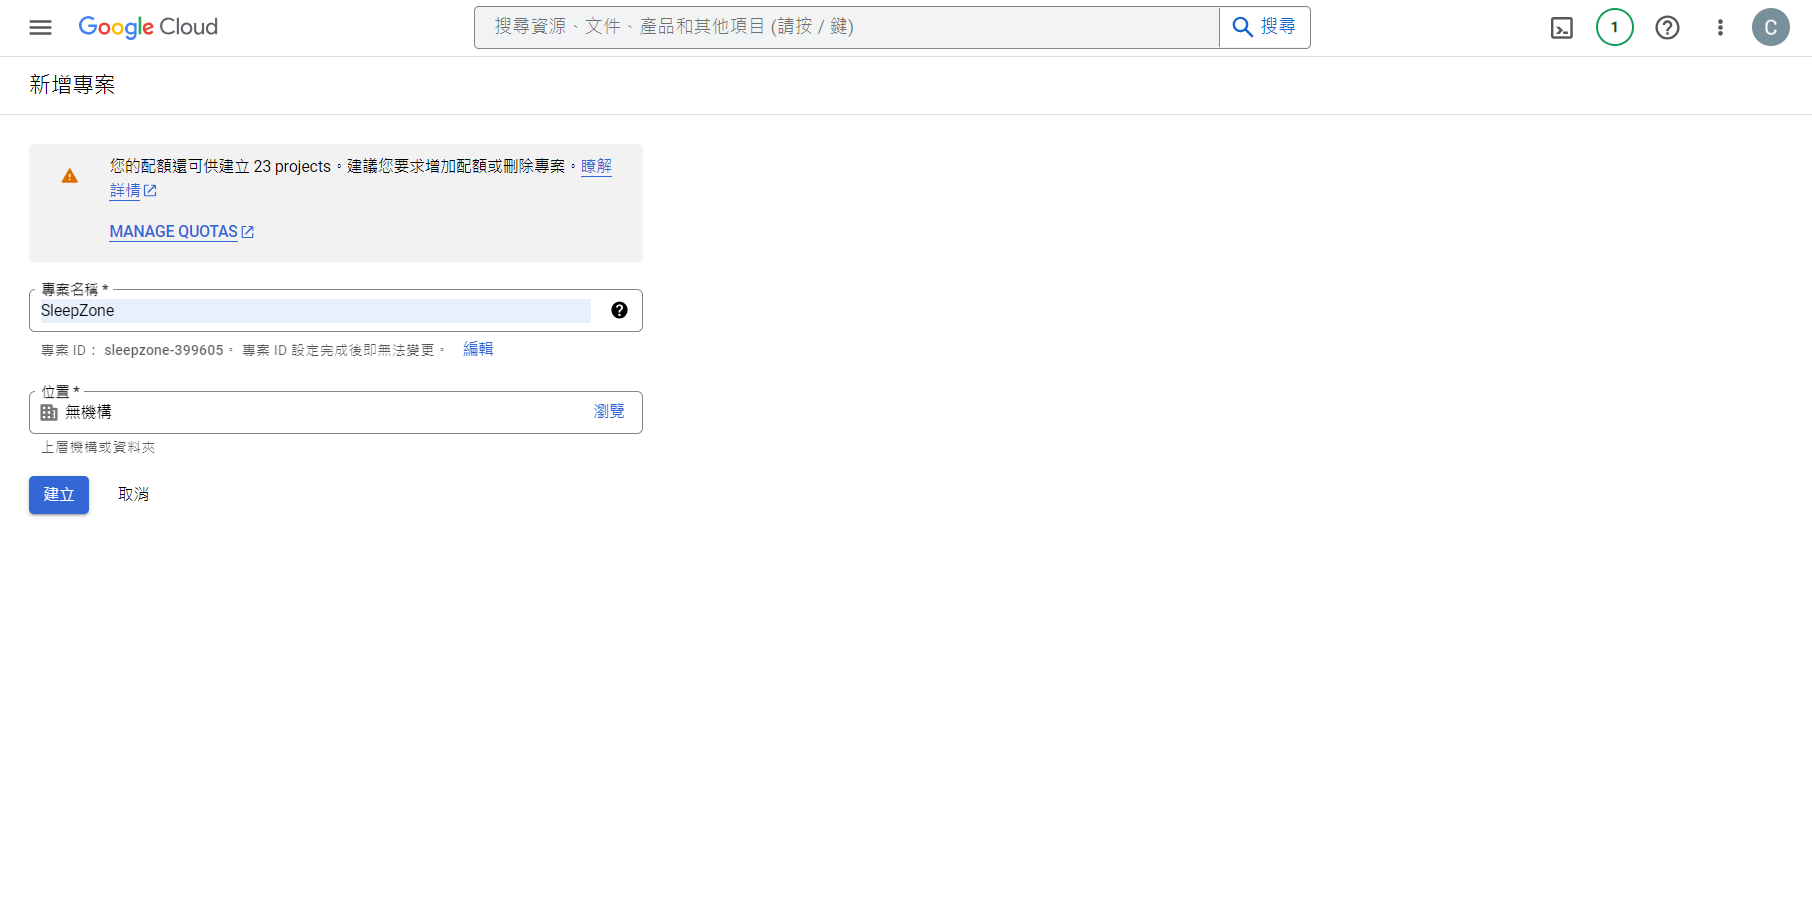 Google Cloud
搜尋資源、文件、產品和其他項目 (請按 / 鍵)
搜尋
1
C
新增專案
您的配額還可供建立 23 projects。建議您要求增加配額或刪除專案。瞭解
詳情
MANAGE QUOTAS
專案名稱 *
SleepZone
專案 ID： sleepzone-399605。 專案 ID 設定完成後即無法變更。 編輯
位置 *
無機構
瀏覽
上層機構或資料夾
建立
取消